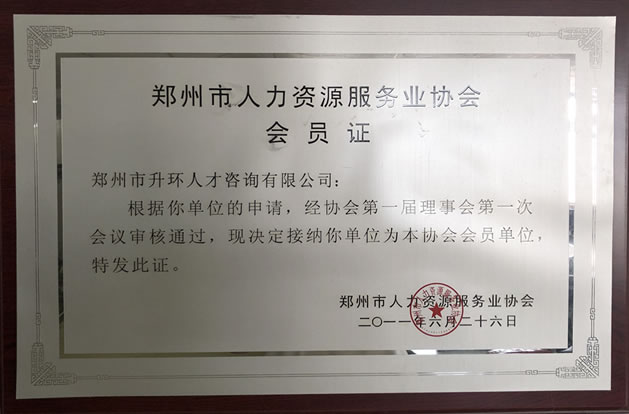 郑州市人力资源服务业协会
会员证
郑州市升环人才咨询有限公司：
根据你单位的申请，经协会第一届理事会第一次
会议审核通过，现决定接纳你单位为本协会会员单位，
特发此证。
郑州市人力资源服务业协会
二〇一一年六月二十六日